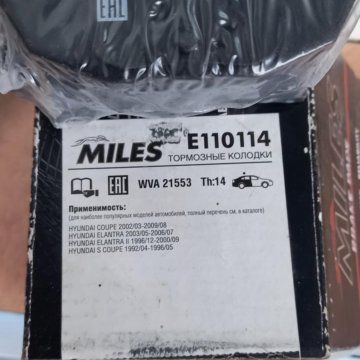 EAC
MILES E110114
ТОРМОЗНЫЕ КОЛОДКИ
EAC WVA 21553 Th:14
Применимость:
(для наиболее популярных моделей автомобилей, полный перечень см. в каталоге)
HYUNDAI COUPE 2002/03-2009/08
HYUNDAI ELANTRA 2003/05-2006/07
HYUNDAI ELANTRA II 1996/12-2000/09
HYUNDAI S COUPE 1992/04-1996/05